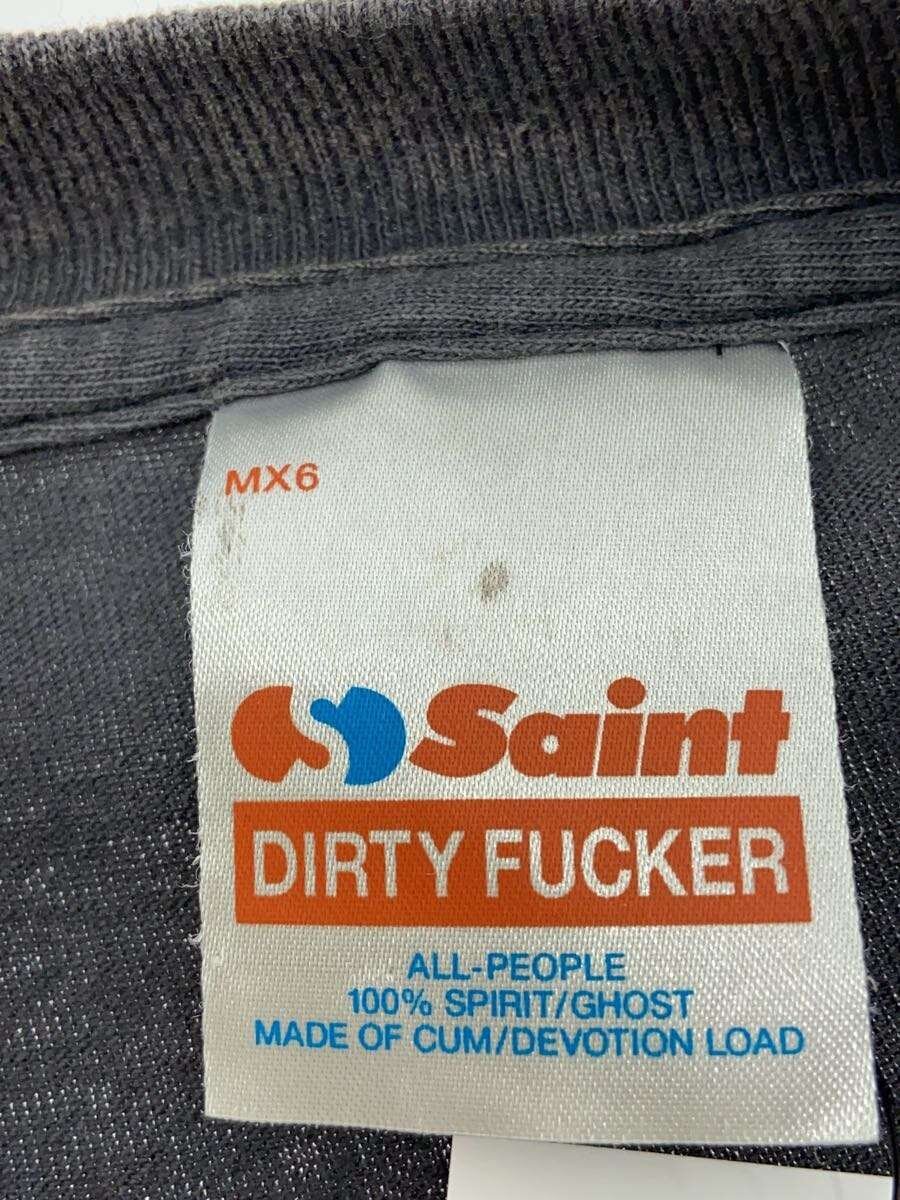 MX6
Saint
DIRTY FUCKER
ALL-PEOPLE
100% SPIRIT/GHOST
MADE OF CUM/DEVOTION LOAD